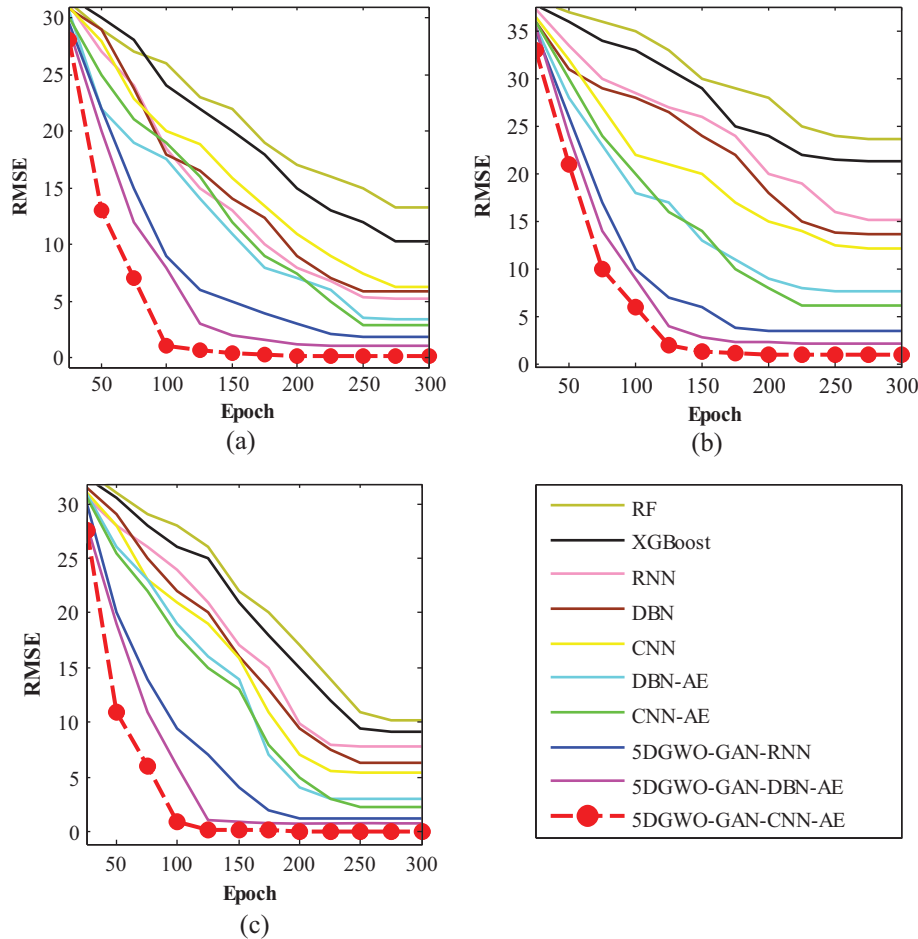 30
25
20
15
10
5
0
RMSE
50 100 150 200 250 300
Epoch
(a)
35
30
25
20
15
10
5
0
RMSE
50 100 150 200 250 300
Epoch
(b)
30
25
20
15
10
5
0
RMSE
50 100 150 200 250 300
Epoch
(c)
RF
XGBoost
RNN
DBN
CNN
DBN-AE
CNN-AE
5DGWO-GAN-RNN
5DGWO-GAN-DBN-AE
5DGWO-GAN-CNN-AE